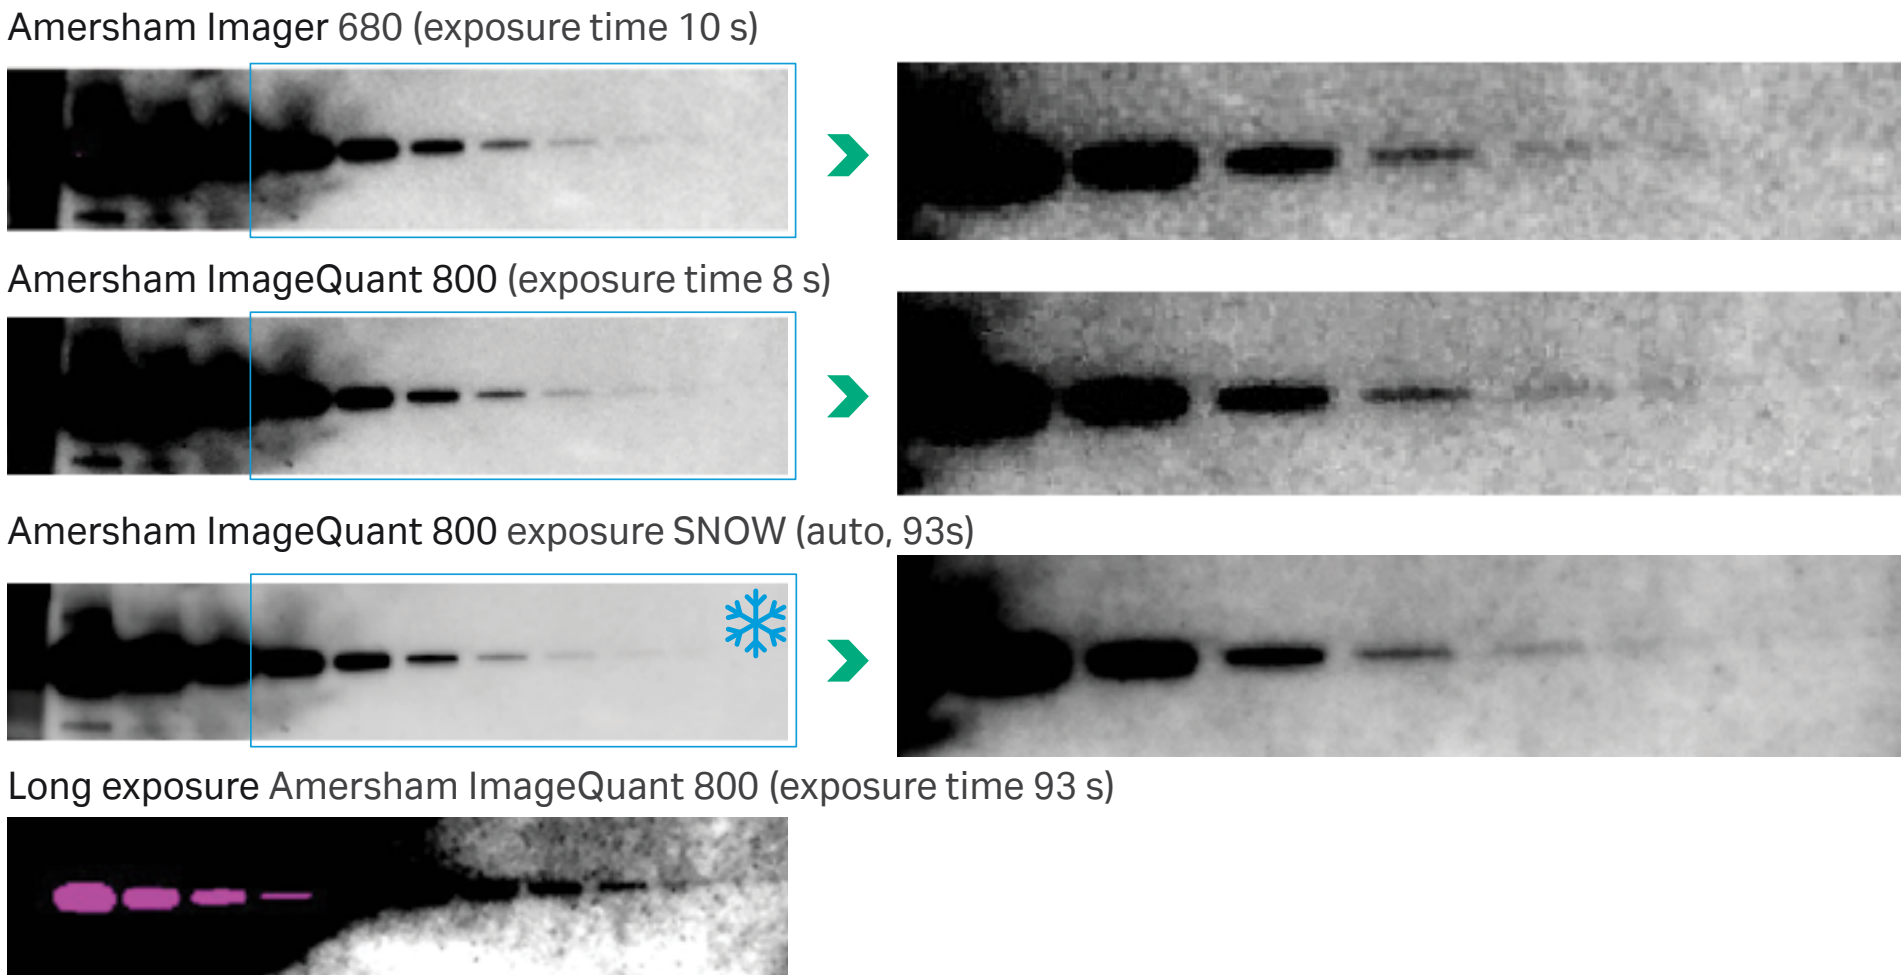 Amersham Imager 680 (exposure time 10 s)
Amersham ImageQuant 800 (exposure time 8 s)
Amersham ImageQuant 800 exposure SNOW (auto, 93s)
Long exposure Amersham ImageQuant 800 (exposure time 93 s)